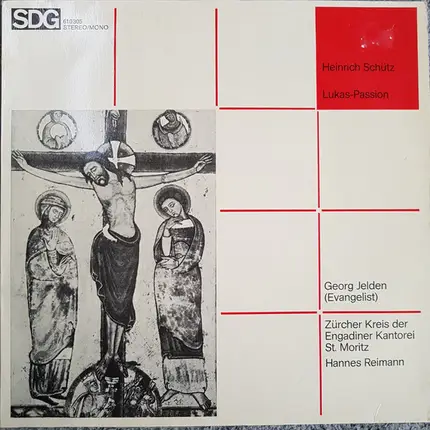 SDG
610305
STEREO/MONO
Heinrich Schütz
Lukas-Passion
Georg Jelden
(Evangelist)
Zürcher Kreis der
Engadiner Kantorei
St. Moritz
Hannes Reimann